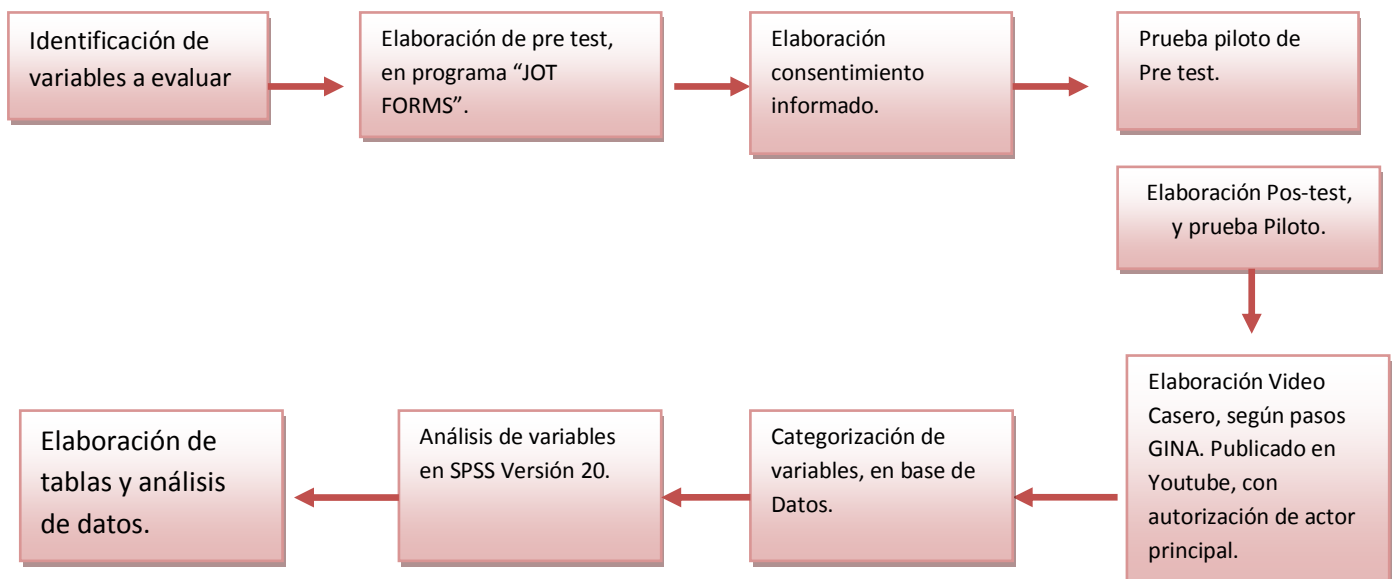 Identificación de
variables a evaluar
Elaboración de pre test,
en programa “JOT
FORMS”.
Elaboración
consentimiento
informado.
Prueba piloto de
Pre test.
Elaboración Pos-test,
y prueba Piloto.
Elaboración Video
Casero, según pasos
GINA. Publicado en
Youtube, con
autorización de actor
principal.
Categorización de
variables, en base de
Datos.
Análisis de variables
en SPSS Versión 20.
Elaboración de
tablas y análisis
de datos.